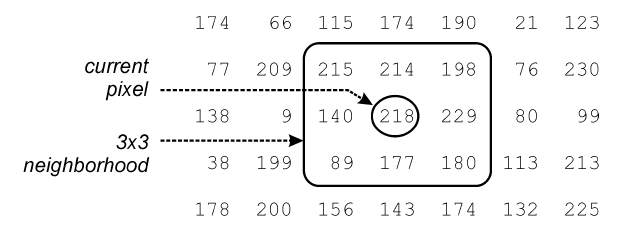 174 66 115 174 190 21 123
current
77 209 215 214 198 76 230
pixel
138 9 140 218 229 80 99
3x3
neighborhood
38 199 89 177 180 113 213
178 200 156 143 174 132 225